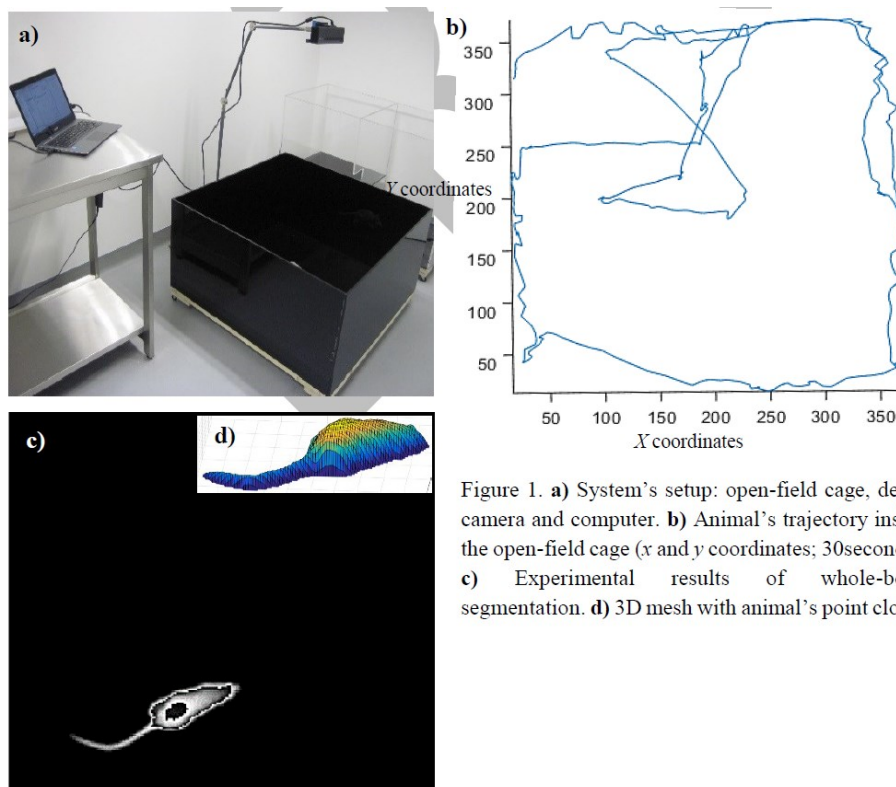 a)
b)
350
300
250
Y coordinates
200
150
100
50
50 100 150 200 250 300 350
X coordinates
c)
d)
Figure 1. a) System's setup: open-field cage, de
camera and computer. b) Animal's trajectory ins
the open-field cage (x and y coordinates; 30secon
c) Experimental results of whole-b
segmentation. d) 3D mesh with animal's point clo